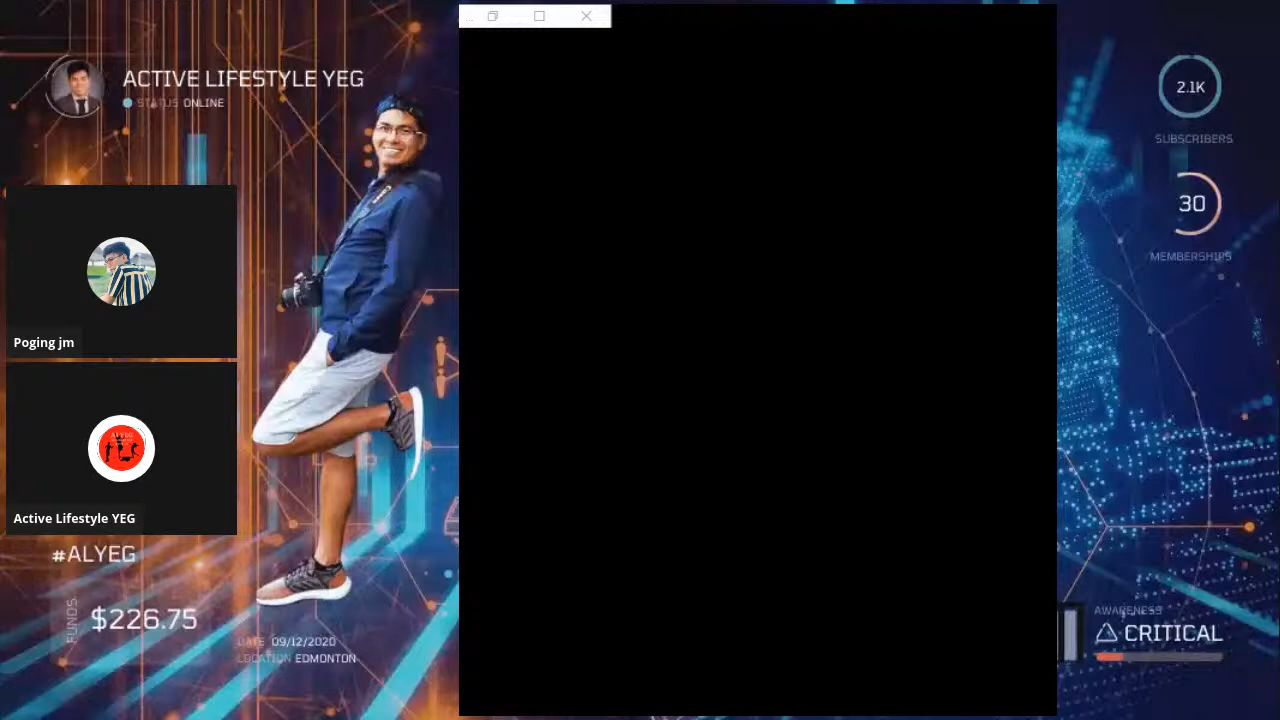 ACTIVE LIFESTYLE YEG
STATUS ONLINE
Poging jm
Active Lifestyle YEG
#ALYEG
FUNDS $226.75
DATE 09/12/2020
LOCATION EDMONTON
...
2.1K
SUBSCRIBERS
30
MEMBERSHIPS
AWARENESS
CRITICAL